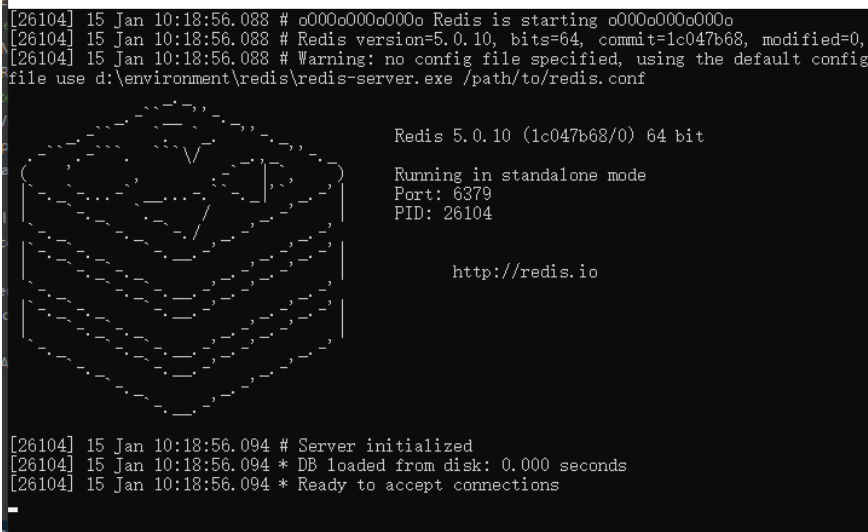 [26104] 15 Jan 10:18:56.088 # oO0OoO0OoO0Oo Redis is starting oO0OoO0OoO0Oo
[26104] 15 Jan 10:18:56.088 # Redis version=5.0.10, bits=64, commit=1c047b68, modified=0,
[26104] 15 Jan 10:18:56.088 # Warning: no config file specified, using the default config
file use d:\environment\redis\redis-server.exe /path/to/redis.conf
Redis 5.0.10 (1c047b68/0) 64 bit
Running in standalone mode
Port: 6379
PID: 26104
http://redis.io
[26104] 15 Jan 10:18:56.094 # Server initialized
[26104] 15 Jan 10:18:56.094 * DB loaded from disk: 0.000 seconds
[26104] 15 Jan 10:18:56.094 * Ready to accept connections